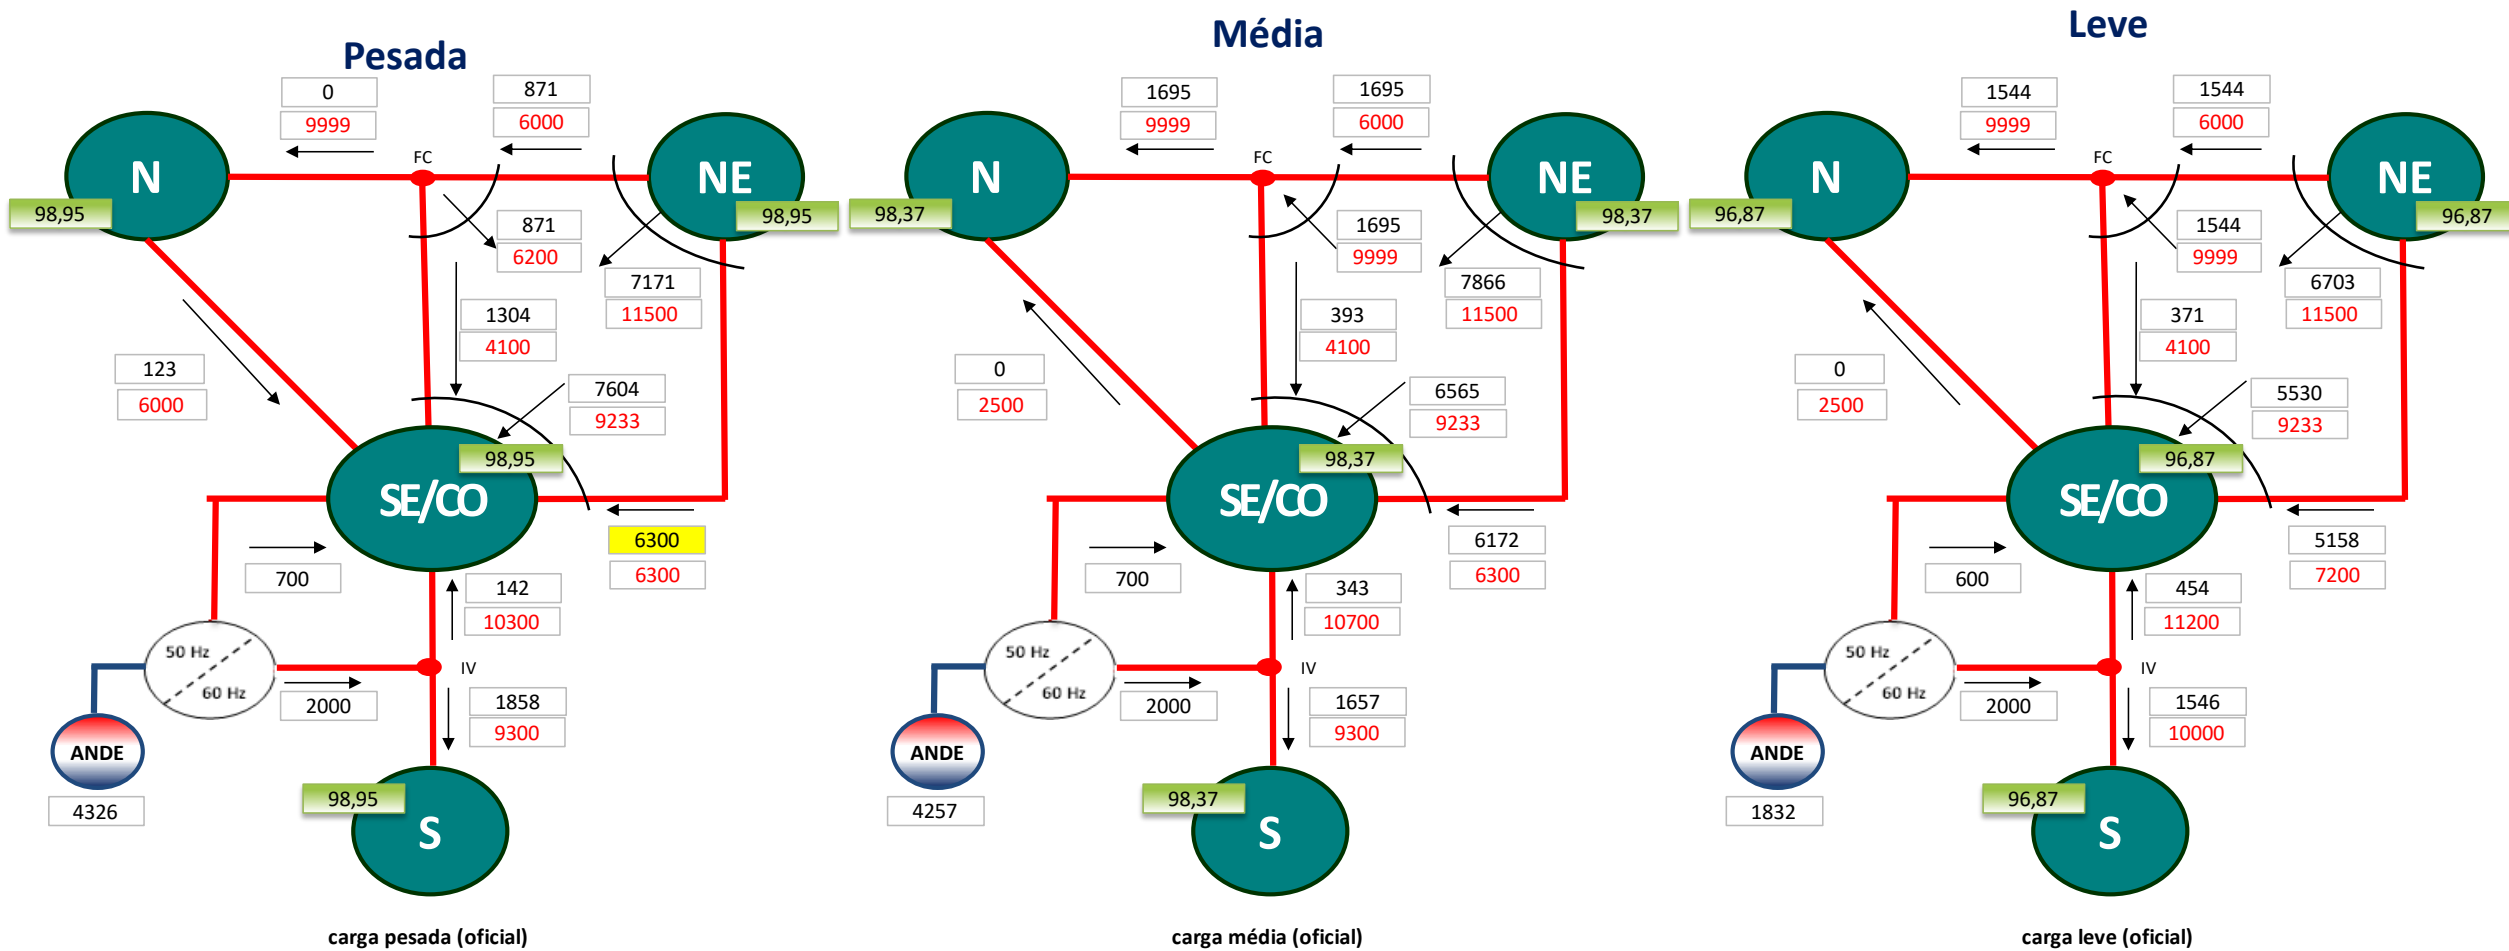 Pesada
0
9999
871
6000
N
98,95
FC
NE
98,95
871
6200
7171
11500
1304
4100
123
6000
7604
9233
98,95
SE/CO
6300
6300
700
142
10300
50 Hz
60 Hz
IV
2000
1858
9300
ANDE
4326
98,95
S
carga pesada (oficial)
Média
1695
9999
1695
6000
N
98,37
FC
NE
98,37
1695
9999
7866
11500
393
4100
0
2500
6565
9233
98,37
SE/CO
6172
6300
700
343
10700
50 Hz
60 Hz
IV
2000
1657
9300
ANDE
4257
98,37
S
carga média (oficial)
Leve
1544
9999
1544
6000
N
96,87
FC
NE
96,87
1544
9999
6703
11500
371
4100
0
2500
5530
9233
96,87
SE/CO
5158
7200
600
454
11200
50 Hz
60 Hz
IV
2000
1546
10000
ANDE
1832
96,87
S
carga leve (oficial)